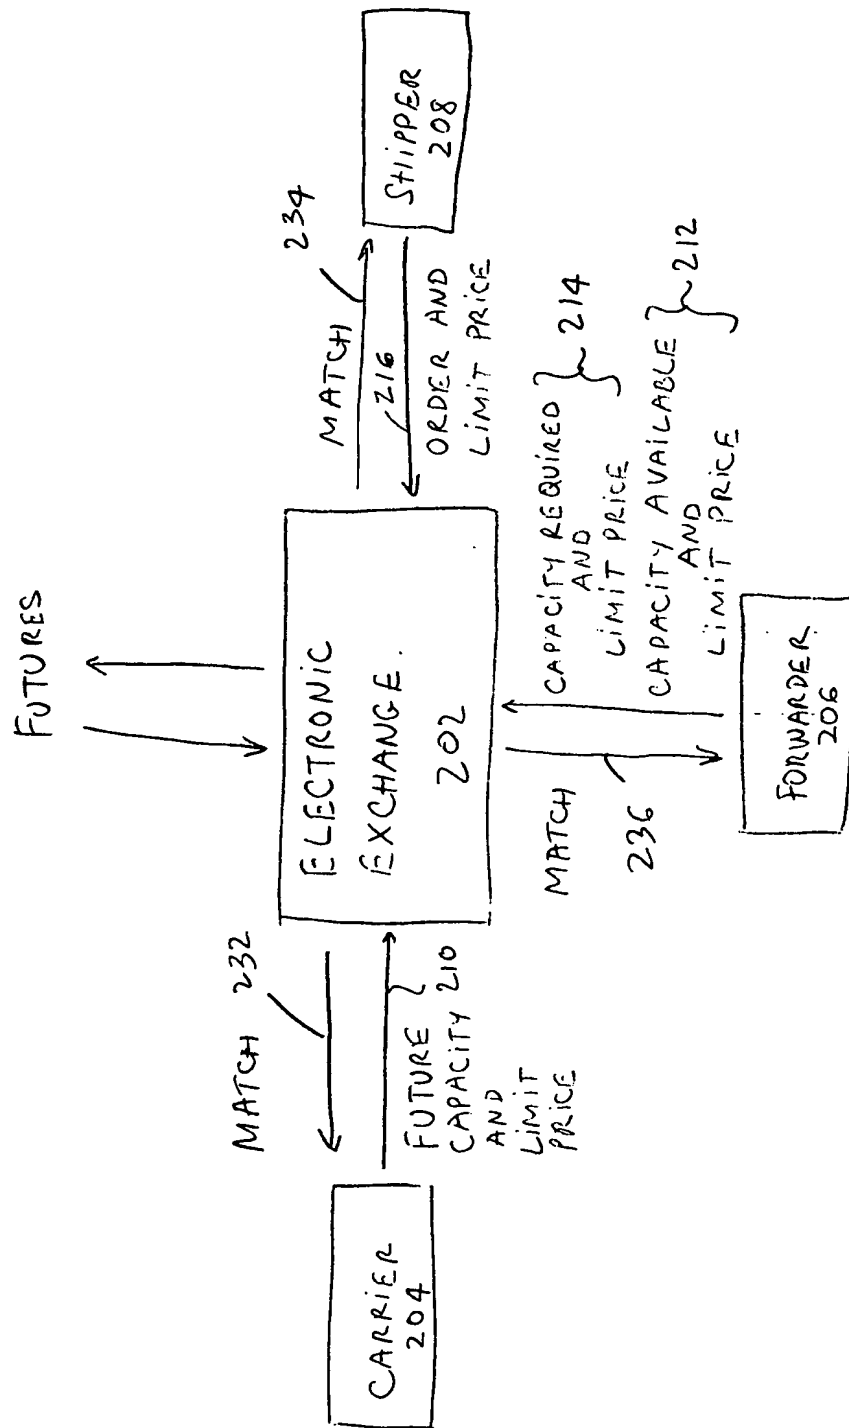 FUTURES
MATCH 232
FUTURE
CAPACITY 210
AND
LIMIT
PRICE
CARRIER
204
ELECTRONIC
EXCHANGE.
202
MATCH
234
216
ORDER AND
LIMIT PRICE
SHIPPER
208
CAPACITY REQUIRED
AND
LIMIT PRICE
214
CAPACITY AVAILABLE
AND
LIMIT PRICE
212
MATCH
236
FORWARDER
206